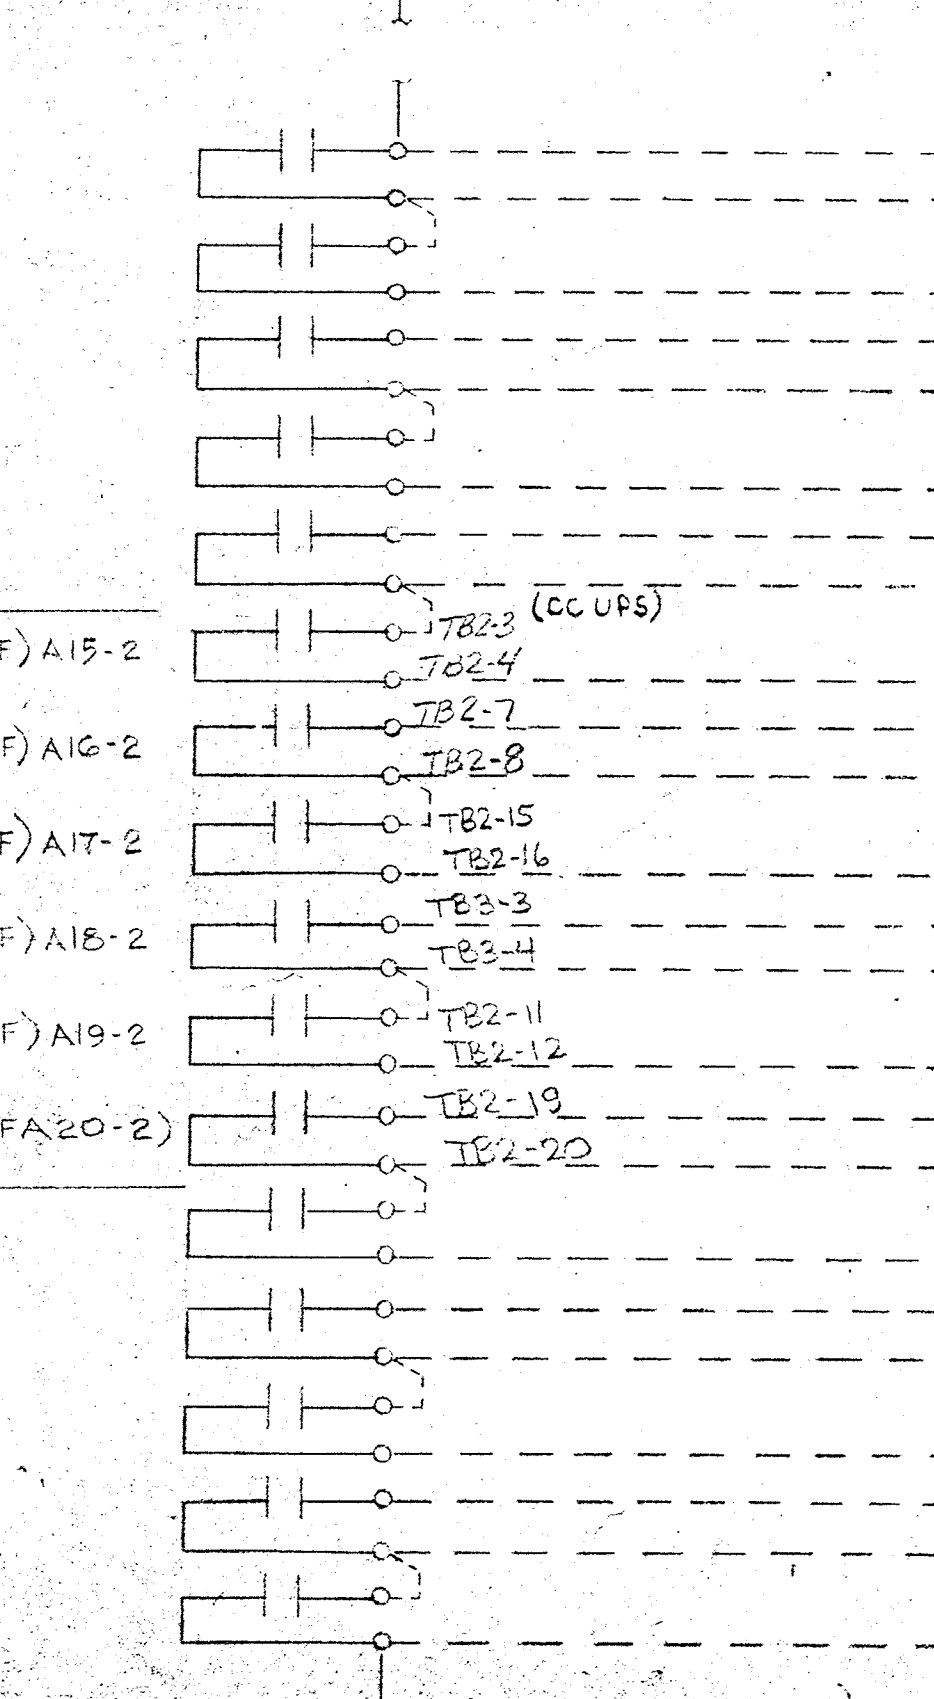 (CC UPS)
TB2-3
F) A15-2
TB2-4
TB2-7
F) A16-2
TB2-8
TB2-15
F) A17-2
TB2-16
TB3-3
F) A18-2
TB3-4
TB2-11
F) A19-2
TB2-12
TB2-19
FA20-2)
TB2-20